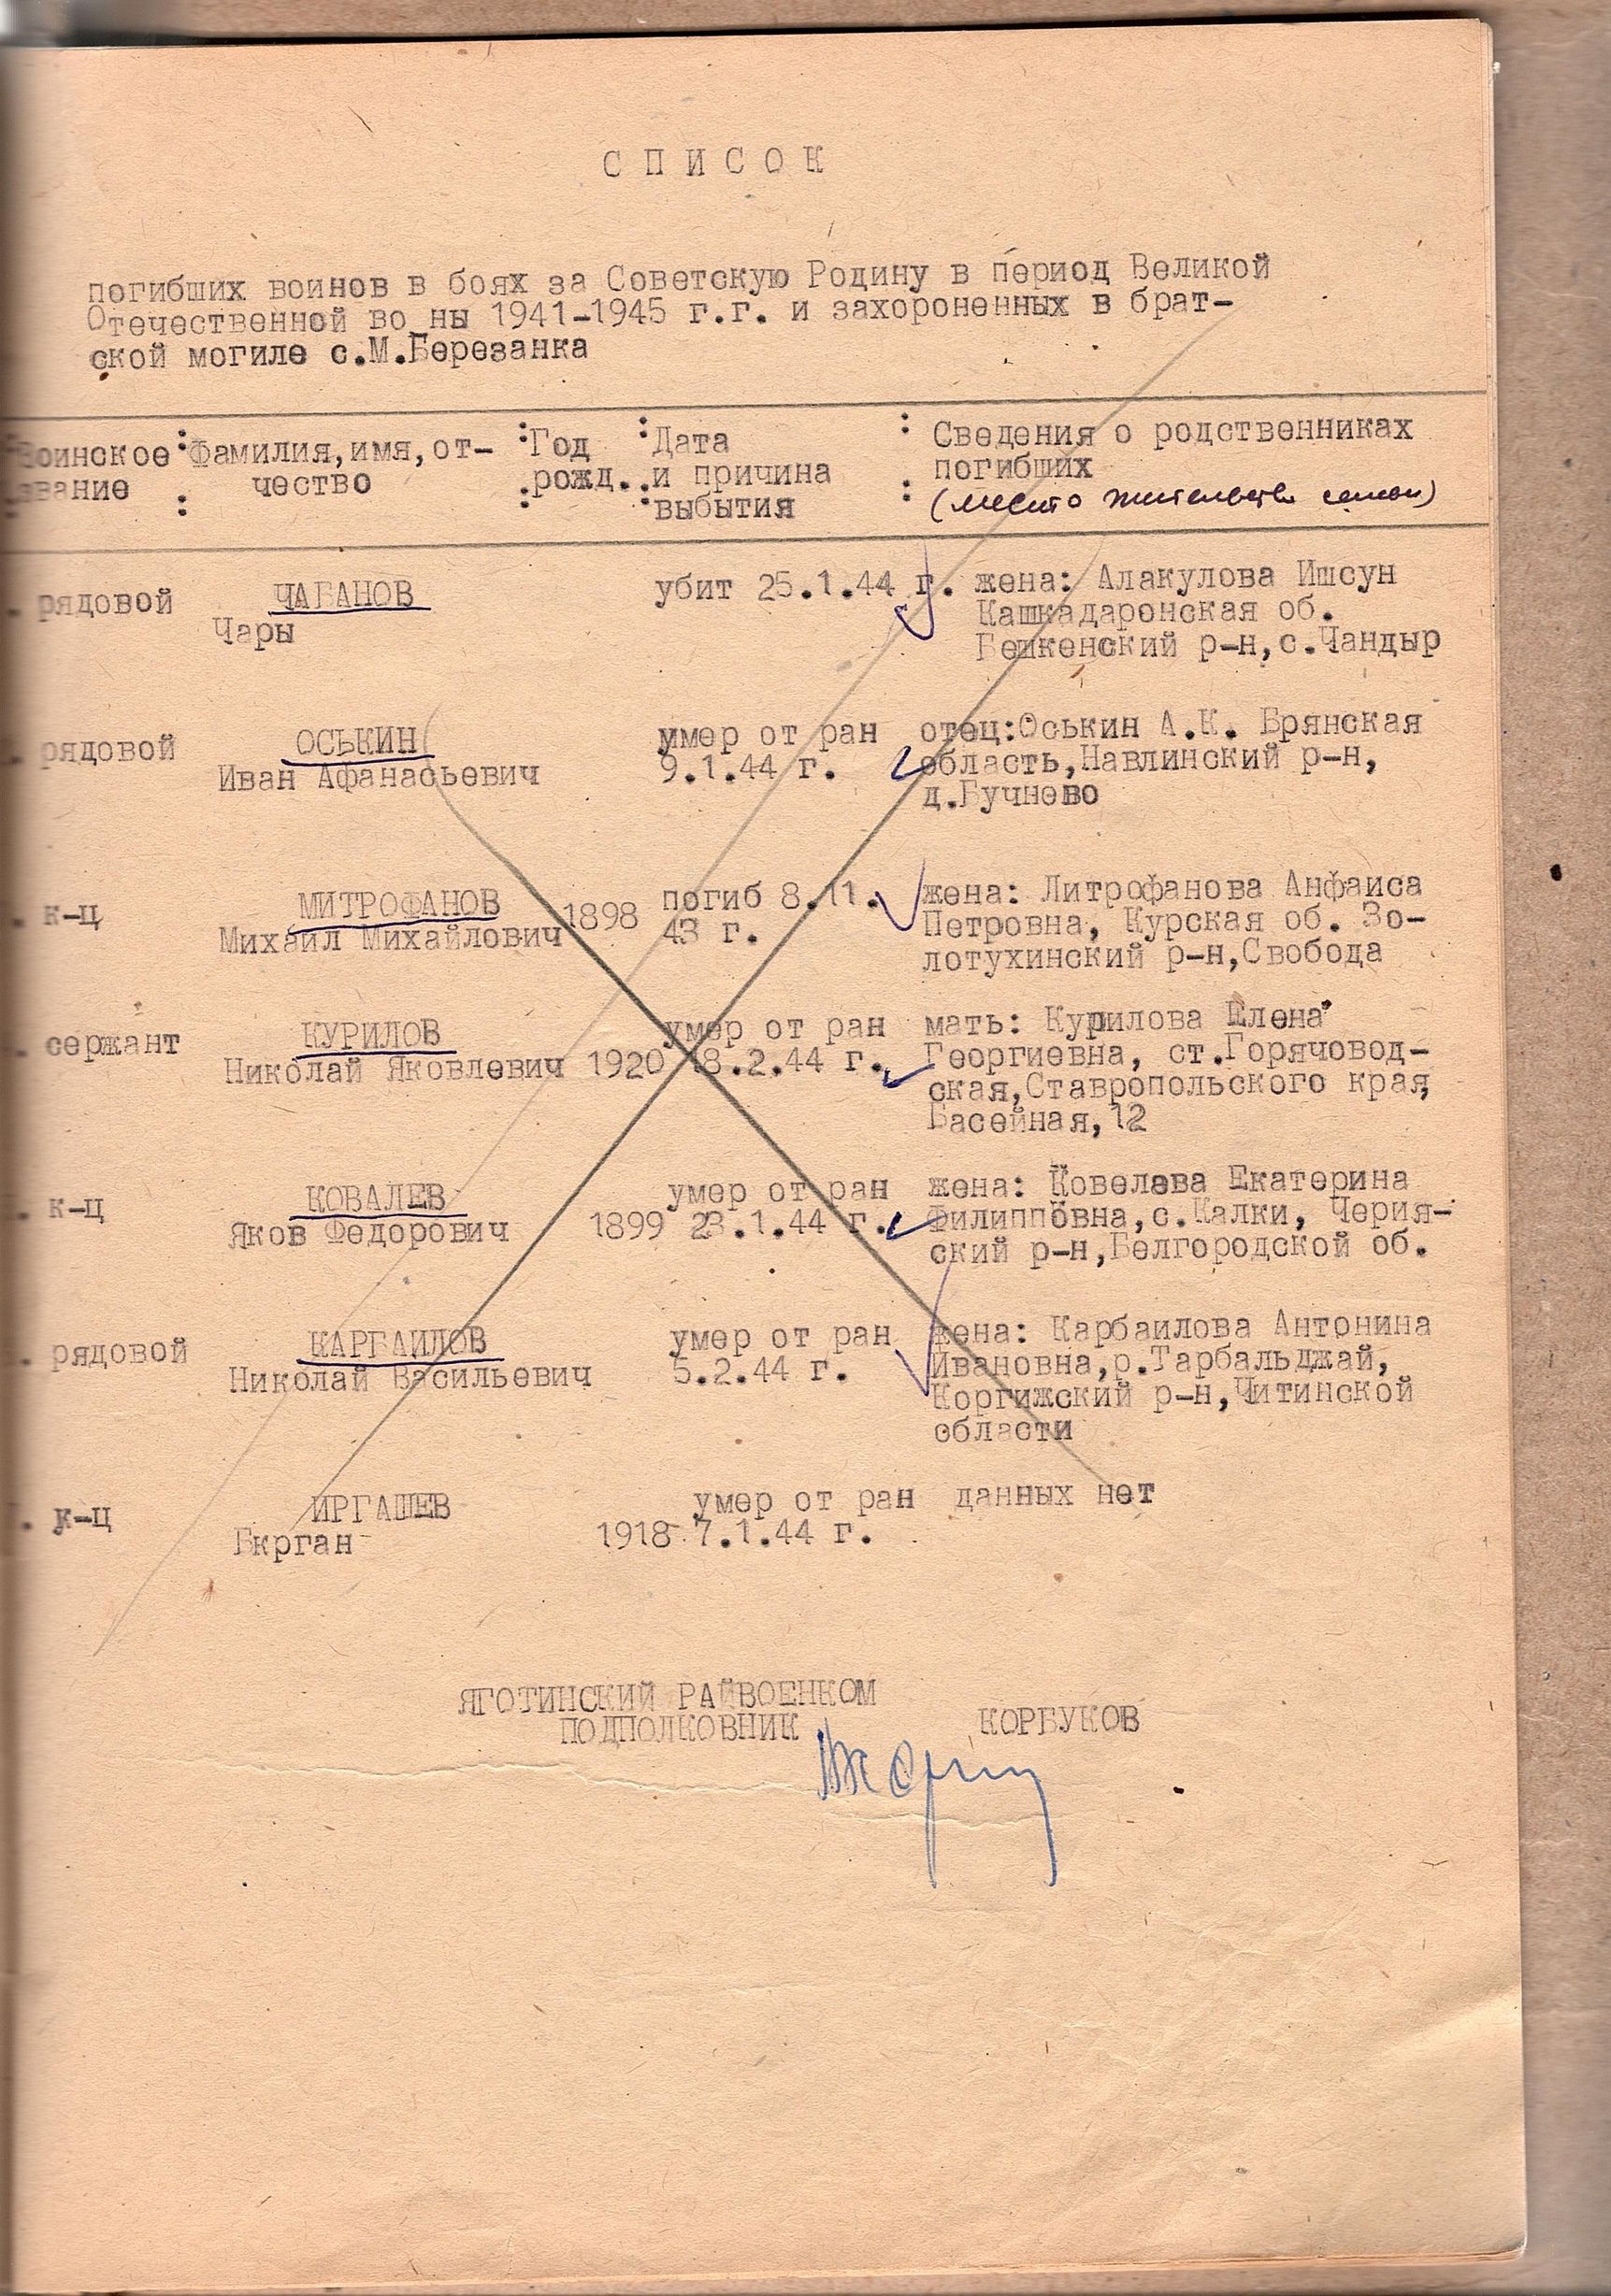 СПИСОК
погибших воинов в боях за Советскую Родину в период Великой
Отечественной во ны 1941-1945 г.г. и захороненных в брат-
ской могиле с.М.Березанка
Воинское : Фамилия, имя, от- : Год : Дата : Сведения о родственниках
звание чество рожд. и причина погибших
: : : выбытия : (место жительства семьи)
. рядовой ЧАБАНОВ убит 25.1.44 г. жена: Алакулова Ишсун
Чары Кашкадаронская об.
Бешкенский р-н, с.Чандыр
. рядовой ОСЬКИН умер от ран отец: Оськин А.К. Брянская
Иван Афанасьевич 9.1.44 г. область, Навлинский р-н,
д.Бучнево
. к-ц МИТРОФАНОВ погиб 8.11. жена: Литрофанова Анфаиса
Михаил Михайлович 1898 43 г. Петровна, Курская об. Зо-
лотухинский р-н, Свобода
. сержант КУРИЛОВ умер от ран мать: Курилова Елена
Николай Яковлевич 1920 18.2.44 г. Георгиевна, ст.Горячовод-
ская, Ставропольского края,
Басейная, 12
. к-ц КОВАЛЕВ умер от ран жена: Ковелева Екатерина
Яков Федорович 1899 23.1.44 г. Филипповна, с.Калки, Черия-
ский р-н, Белгородской об.
. рядовой КАРБАИЛОВ умер от ран жена: Карбаилова Антонина
Николай Васильевич 5.2.44 г. Ивановна, р.Тарбальджай,
Коргижский р-н, Читинской
области
. к-ц ИРГАШЕВ умер от ран данных нет
Бкрган 1918 7.1.44 г.
ЯГОТИНСКИЙ РАЙВОЕНКОМ
ПОДПОЛКОВНИК КОРБУКОВ